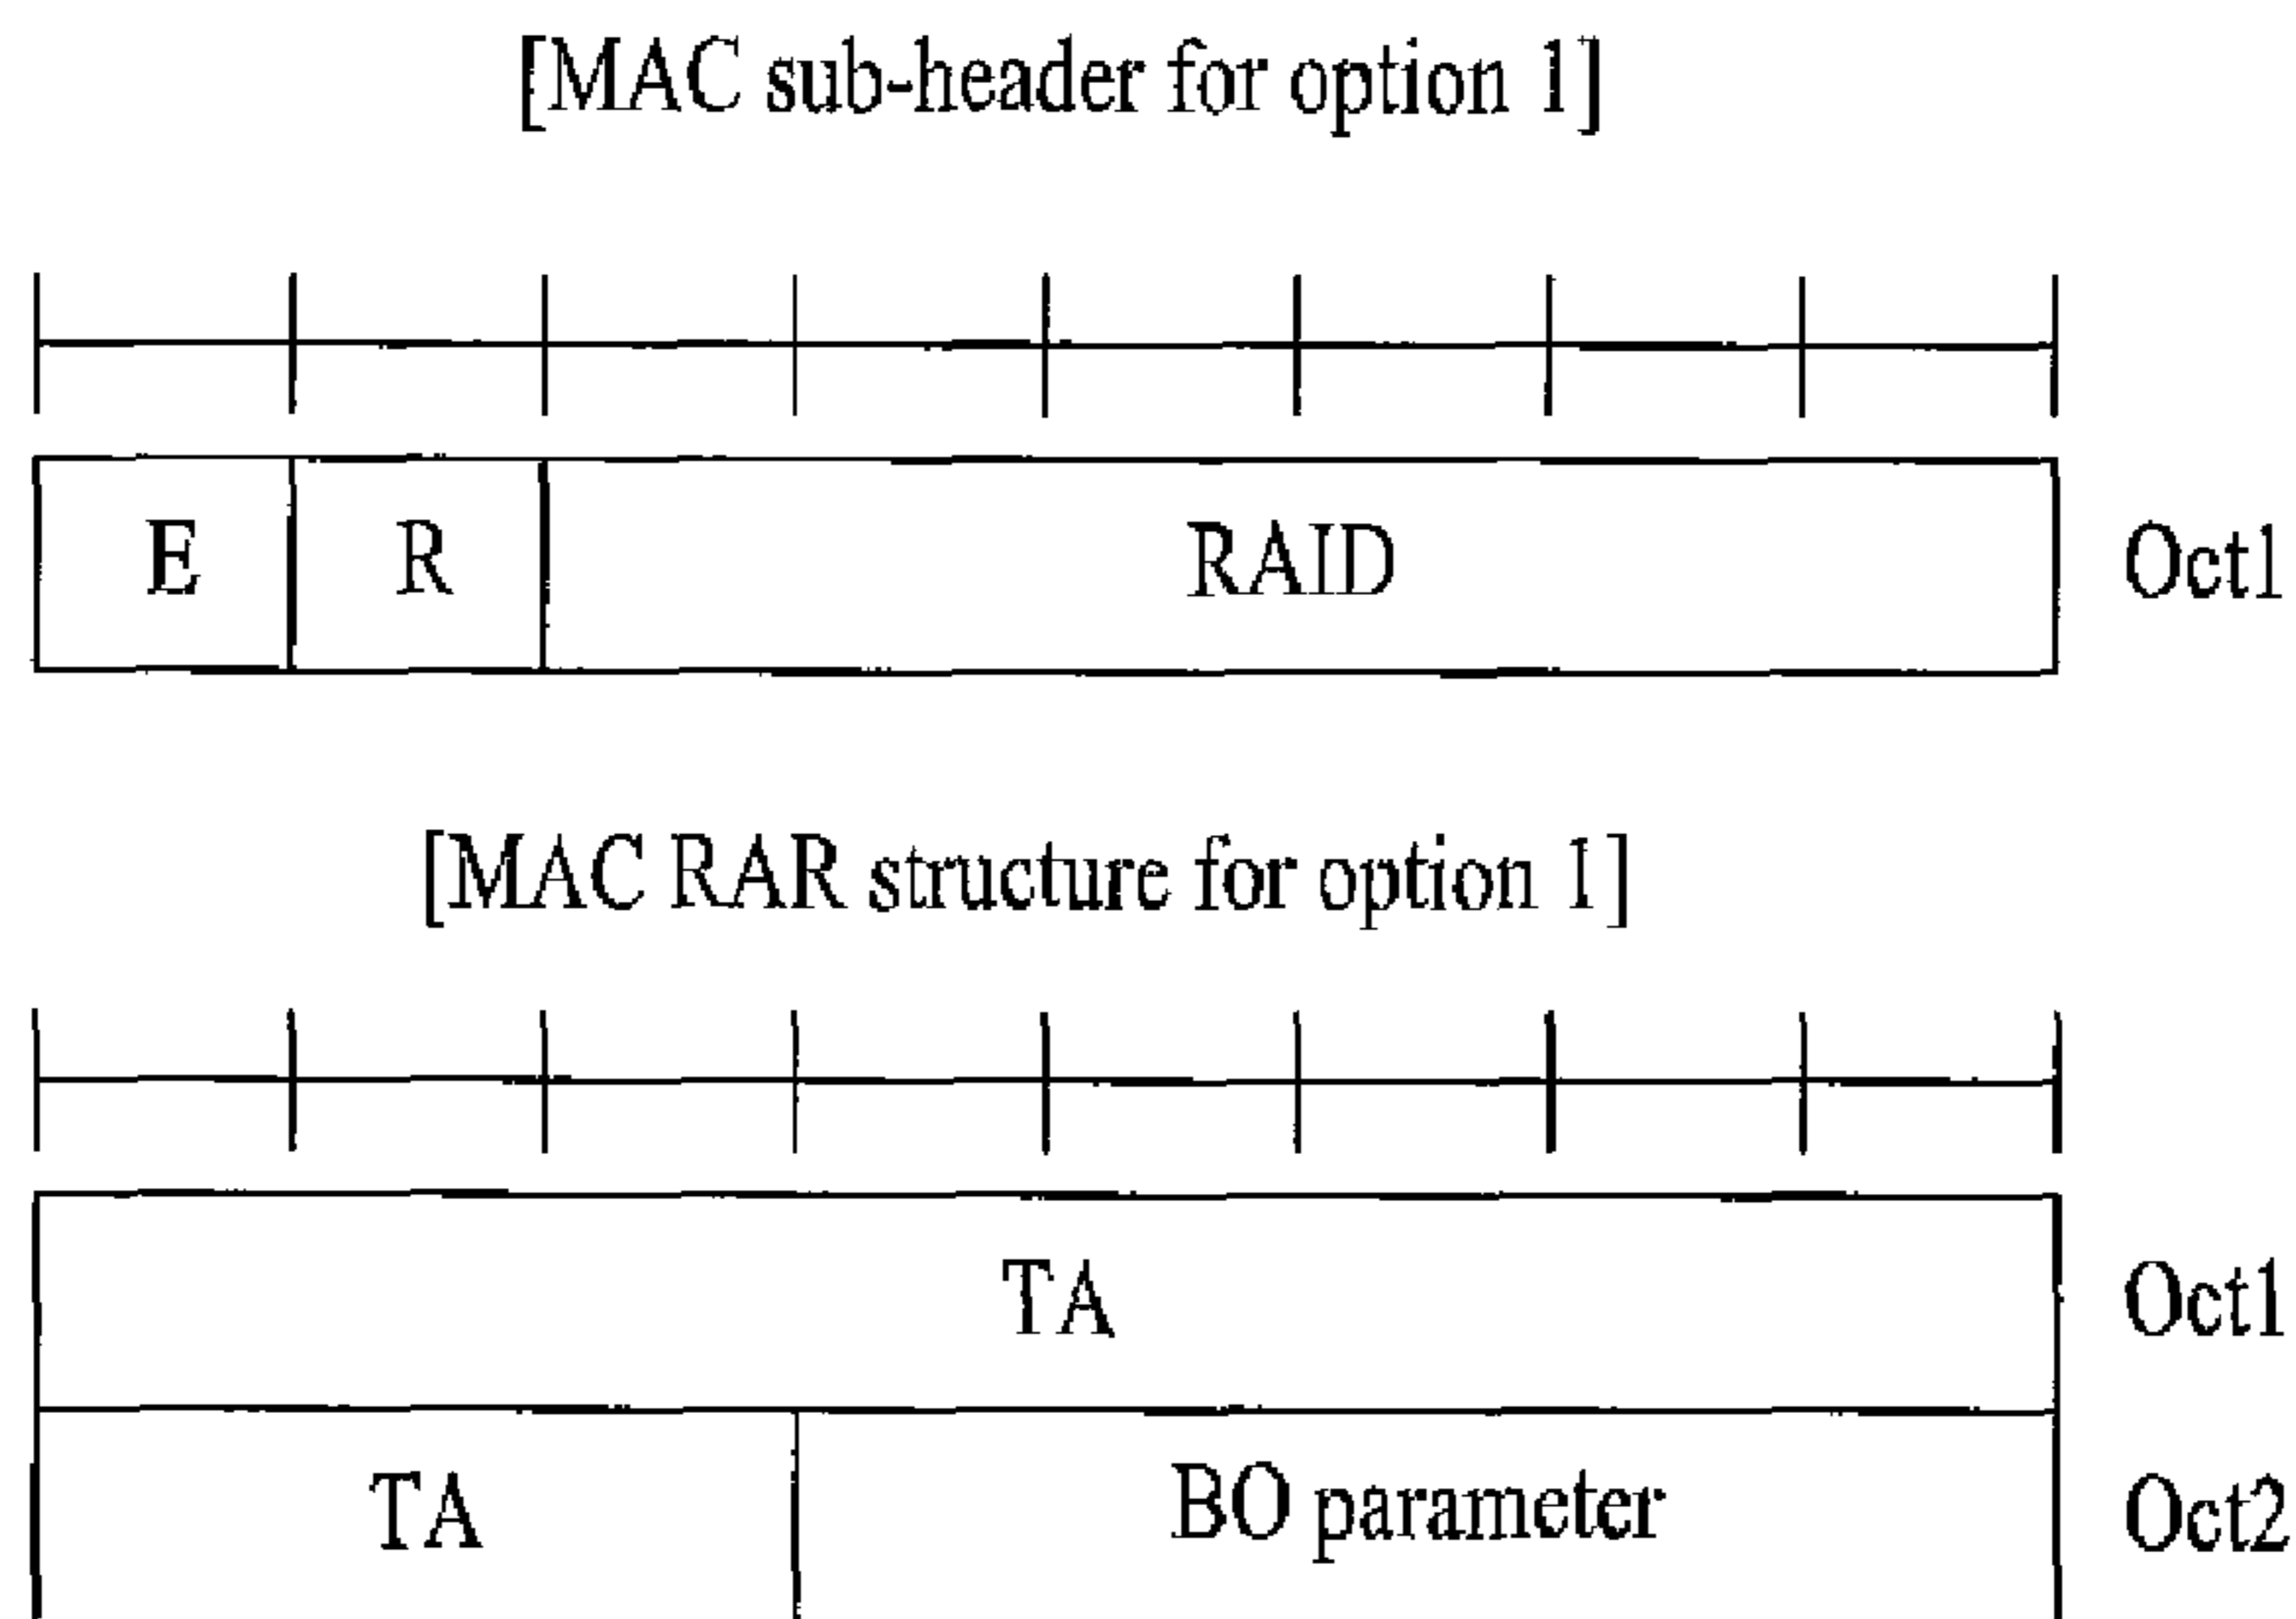 [MAC sub-header for option 1]
E R RAID Oct1
[MAC RAR structure for option 1]
TA Oct1
TA BO parameter Oct2